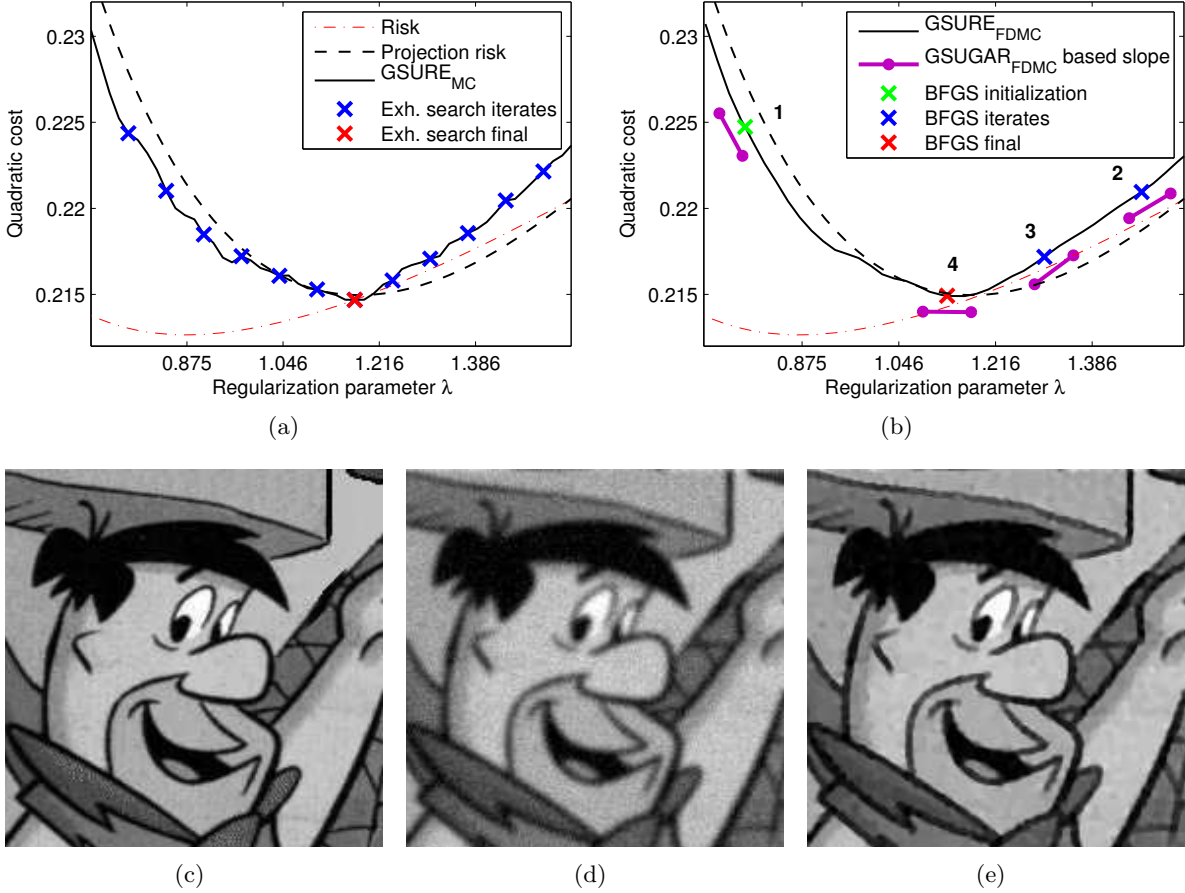 0.23
0.225
0.22
0.215
Quadratic cost
Risk
Projection risk
GSURE_MC
Exh. search iterates
Exh. search final
0.875 1.046 1.216 1.386
Regularization parameter λ
(a)
0.23
0.225
0.22
0.215
Quadratic cost
GSURE_FDMC
GSUGAR_FDMC based slope
BFGS initialization
BFGS iterates
BFGS final
1
2
3
4
0.875 1.046 1.216 1.386
Regularization parameter λ
(b)
(c) (d) (e)